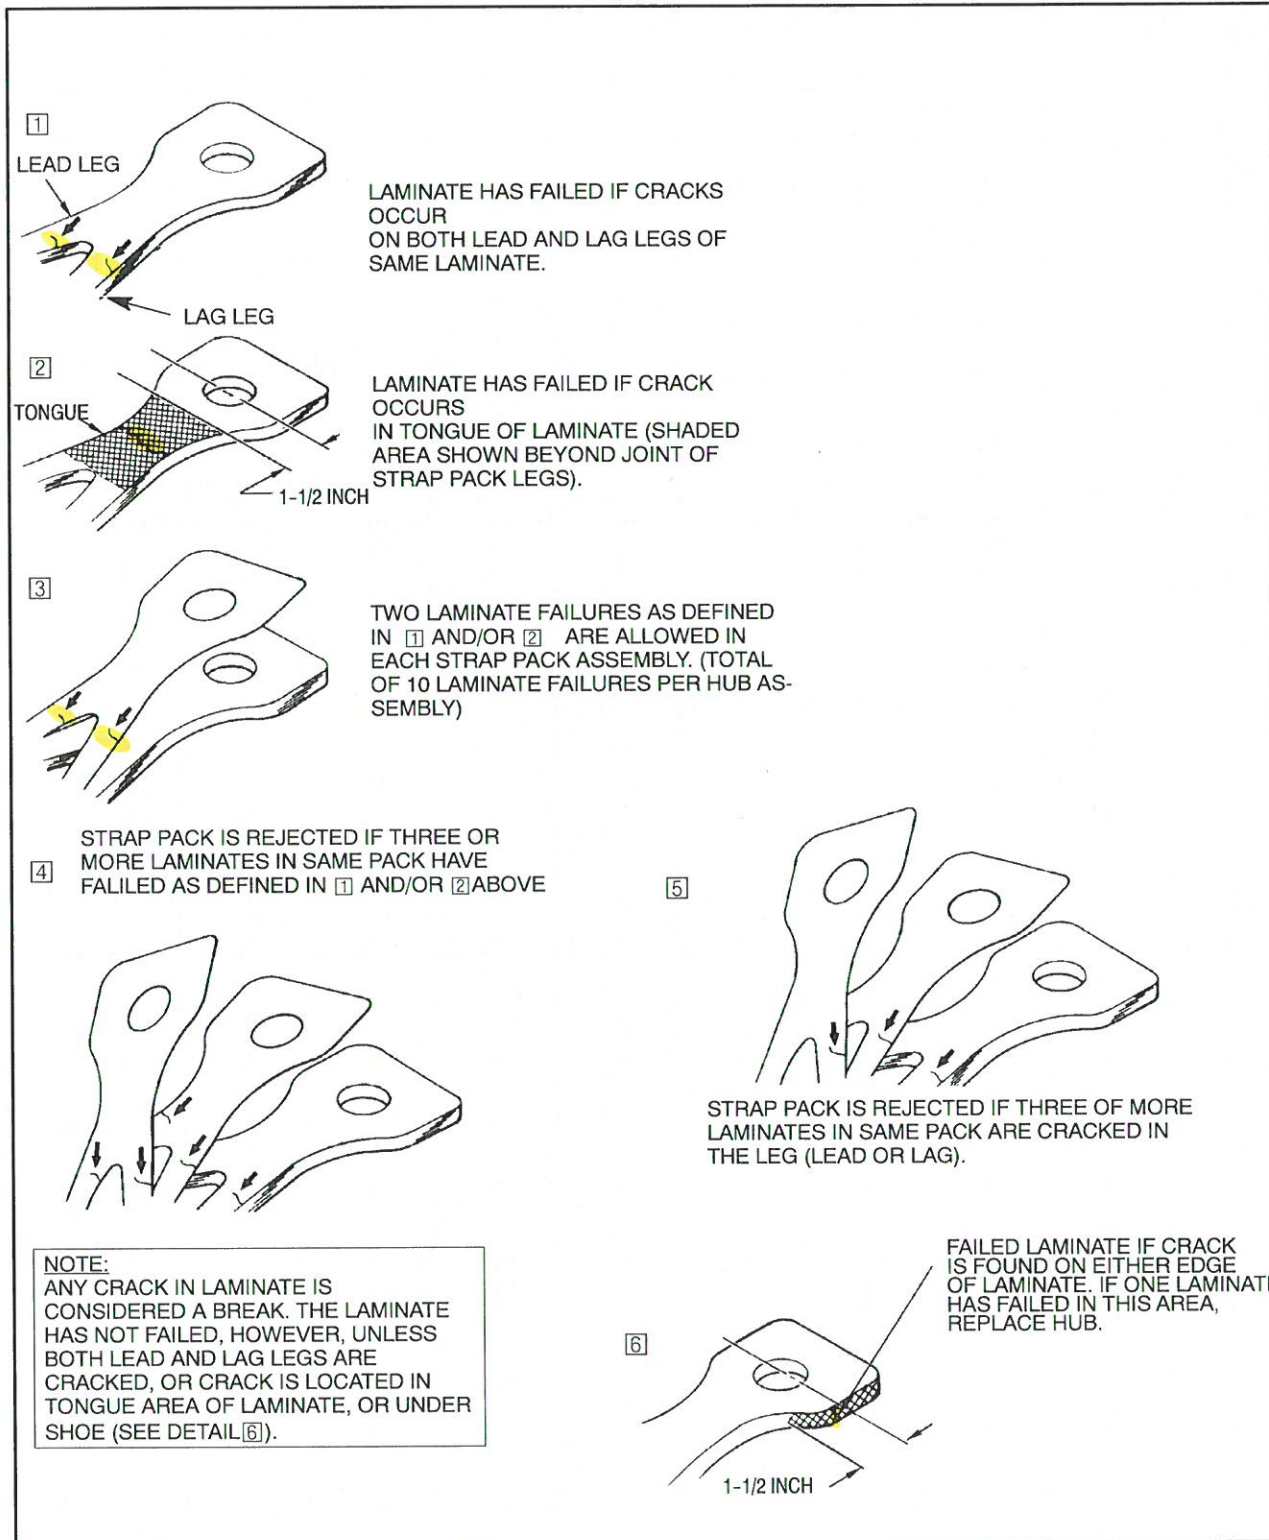 1
LEAD LEG
LAMINATE HAS FAILED IF CRACKS
OCCUR
ON BOTH LEAD AND LAG LEGS OF
SAME LAMINATE.
LAG LEG
2
TONGUE
LAMINATE HAS FAILED IF CRACK
OCCURS
IN TONGUE OF LAMINATE (SHADED
AREA SHOWN BEYOND JOINT OF
STRAP PACK LEGS).
1-1/2 INCH
3
TWO LAMINATE FAILURES AS DEFINED
IN 1 AND/OR 2 ARE ALLOWED IN
EACH STRAP PACK ASSEMBLY. (TOTAL
OF 10 LAMINATE FAILURES PER HUB AS-
SEMBLY)
4
STRAP PACK IS REJECTED IF THREE OR
MORE LAMINATES IN SAME PACK HAVE
FALILED AS DEFINED IN 1 AND/OR 2 ABOVE
5
STRAP PACK IS REJECTED IF THREE OF MORE
LAMINATES IN SAME PACK ARE CRACKED IN
THE LEG (LEAD OR LAG).
NOTE:
ANY CRACK IN LAMINATE IS
CONSIDERED A BREAK. THE LAMINATE
HAS NOT FAILED, HOWEVER, UNLESS
BOTH LEAD AND LAG LEGS ARE
CRACKED, OR CRACK IS LOCATED IN
TONGUE AREA OF LAMINATE, OR UNDER
SHOE (SEE DETAIL 6).
6
FAILED LAMINATE IF CRACK
IS FOUND ON EITHER EDGE
OF LAMINATE. IF ONE LAMINATE
HAS FAILED IN THIS AREA,
REPLACE HUB.
1-1/2 INCH